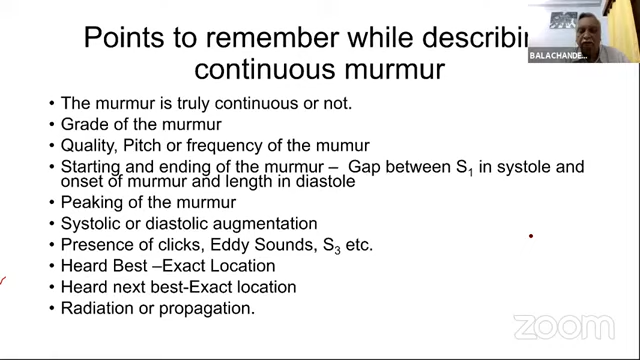 Points to remember while describin
continuous murmur
BALACHANDE...
• The murmur is truly continuous or not.
• Grade of the murmur
• Quality, Pitch or frequency of the mumur
• Starting and ending of the murmur – Gap between S1 in systole and
onset of murmur and length in diastole
• Peaking of the murmur
• Systolic or diastolic augmentation
• Presence of clicks, Eddy Sounds, S3 etc.
• Heard Best –Exact Location
• Heard next best-Exact location
• Radiation or propagation.
zoom